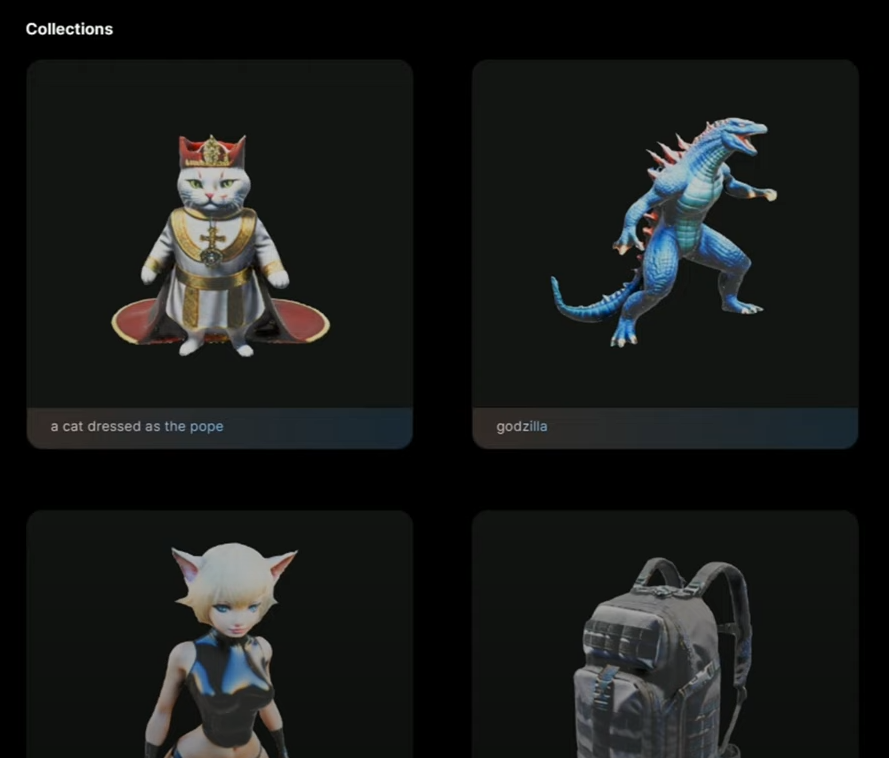 Collections
a cat dressed as the pope
godzilla